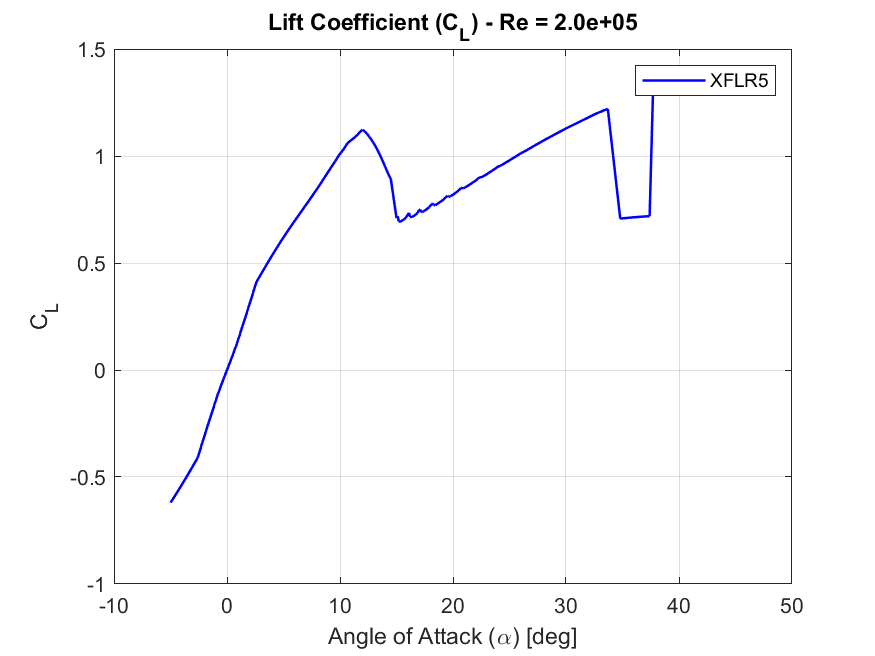 Lift Coefficient (C_L) - Re = 2.0e+05
XFLR5
1.5
1
0.5
0
-0.5
-1
C_L
-10 0 10 20 30 40 50
Angle of Attack (α) [deg]